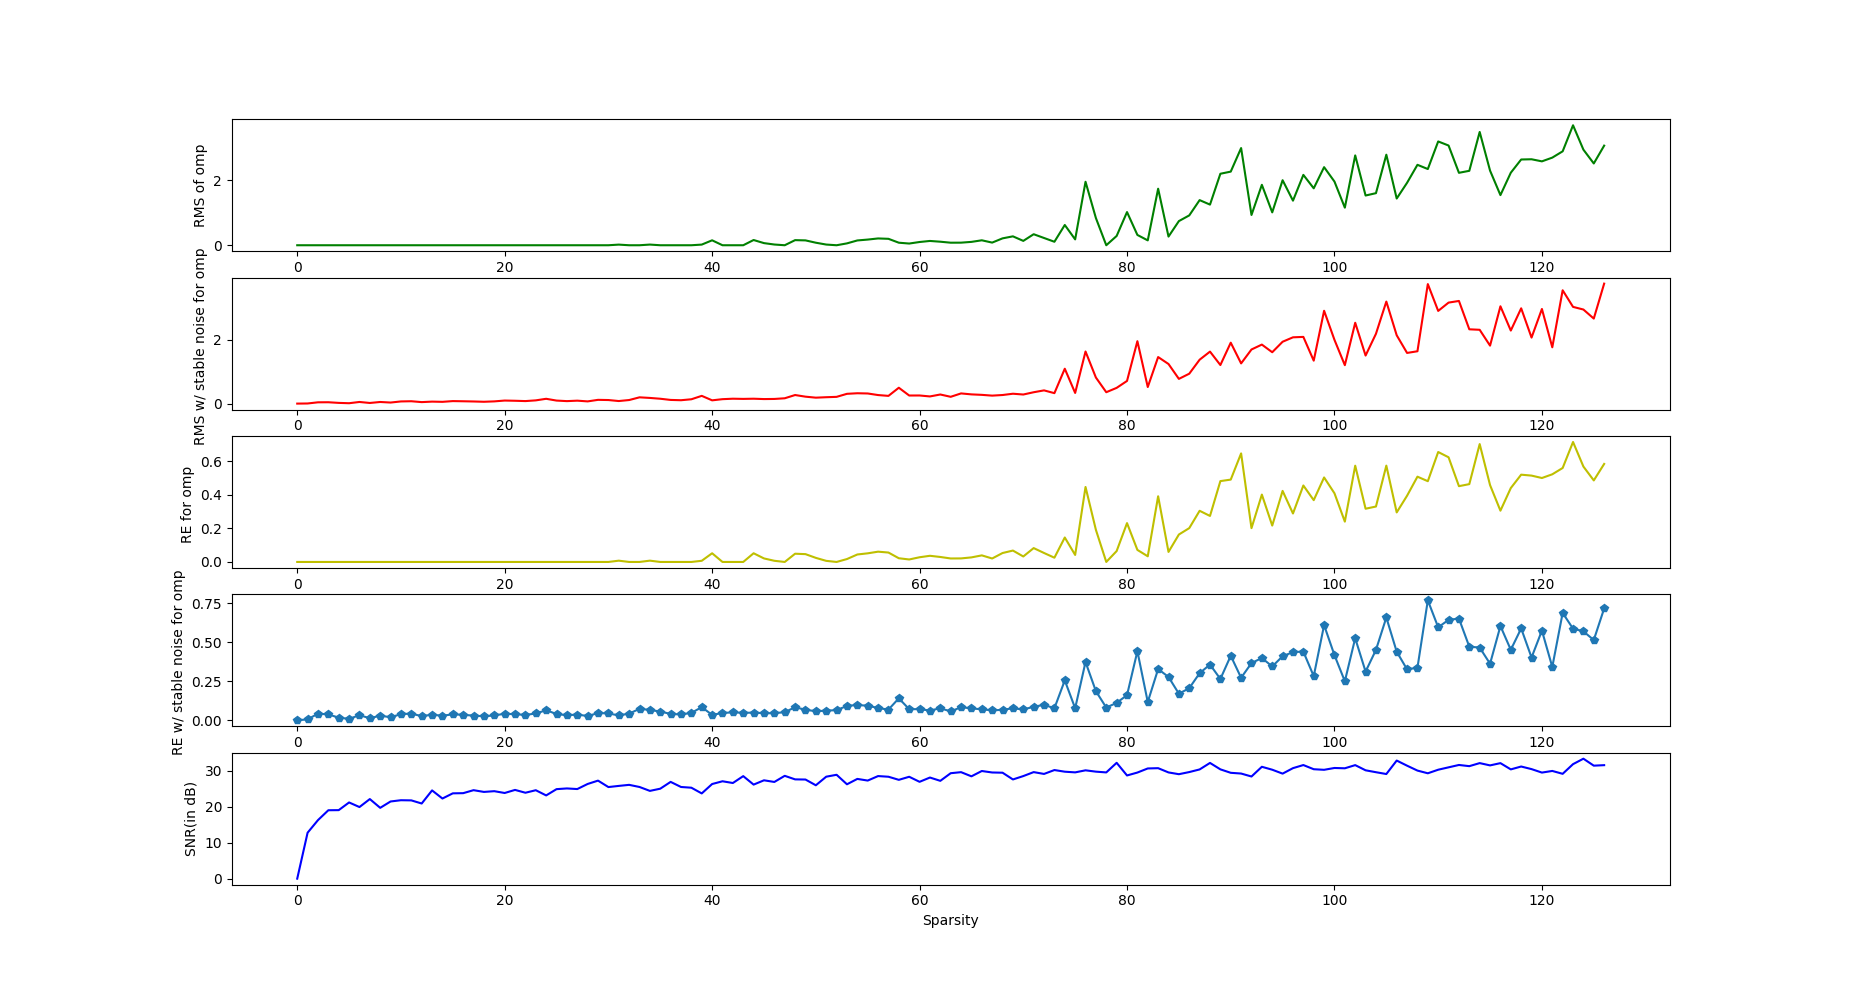 RMS of omp
2
0
0 20 40 60 80 100 120
RMS w/ stable noise for omp
2
0
0 20 40 60 80 100 120
RE for omp
0.6
0.4
0.2
0.0
0 20 40 60 80 100 120
RE w/ stable noise for omp
0.75
0.50
0.25
0.00
0 20 40 60 80 100 120
SNR(in dB)
30
20
10
0
0 20 40 60 80 100 120
Sparsity